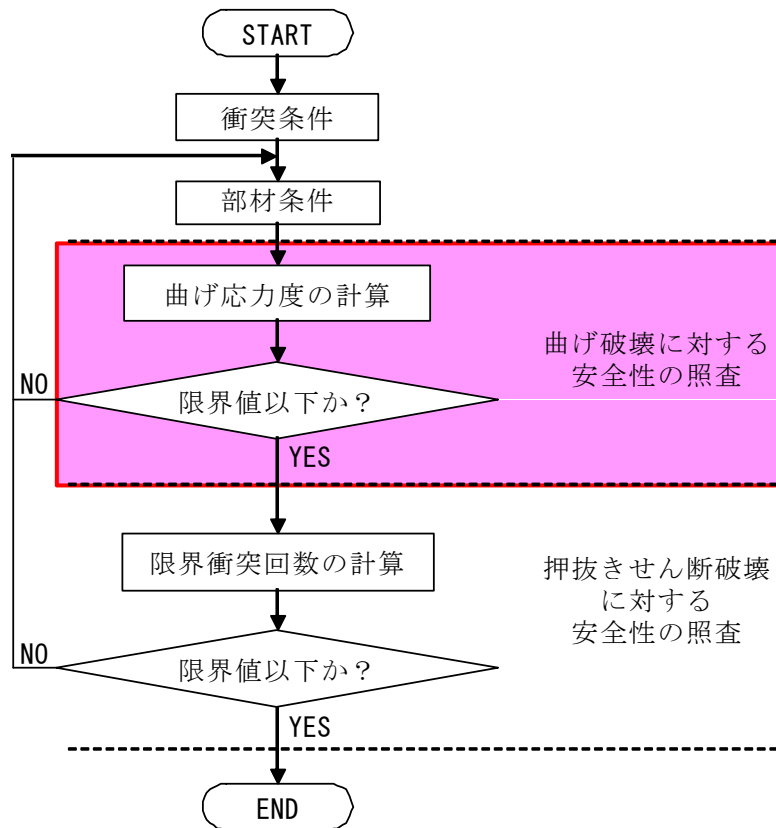 START
衝突条件
部材条件
曲げ応力度の計算
曲げ破壊に対する
安全性の照査
NO
限界値以下か？
YES
限界衝突回数の計算
押抜きせん断破壊
に対する
安全性の照査
NO
限界値以下か？
YES
END